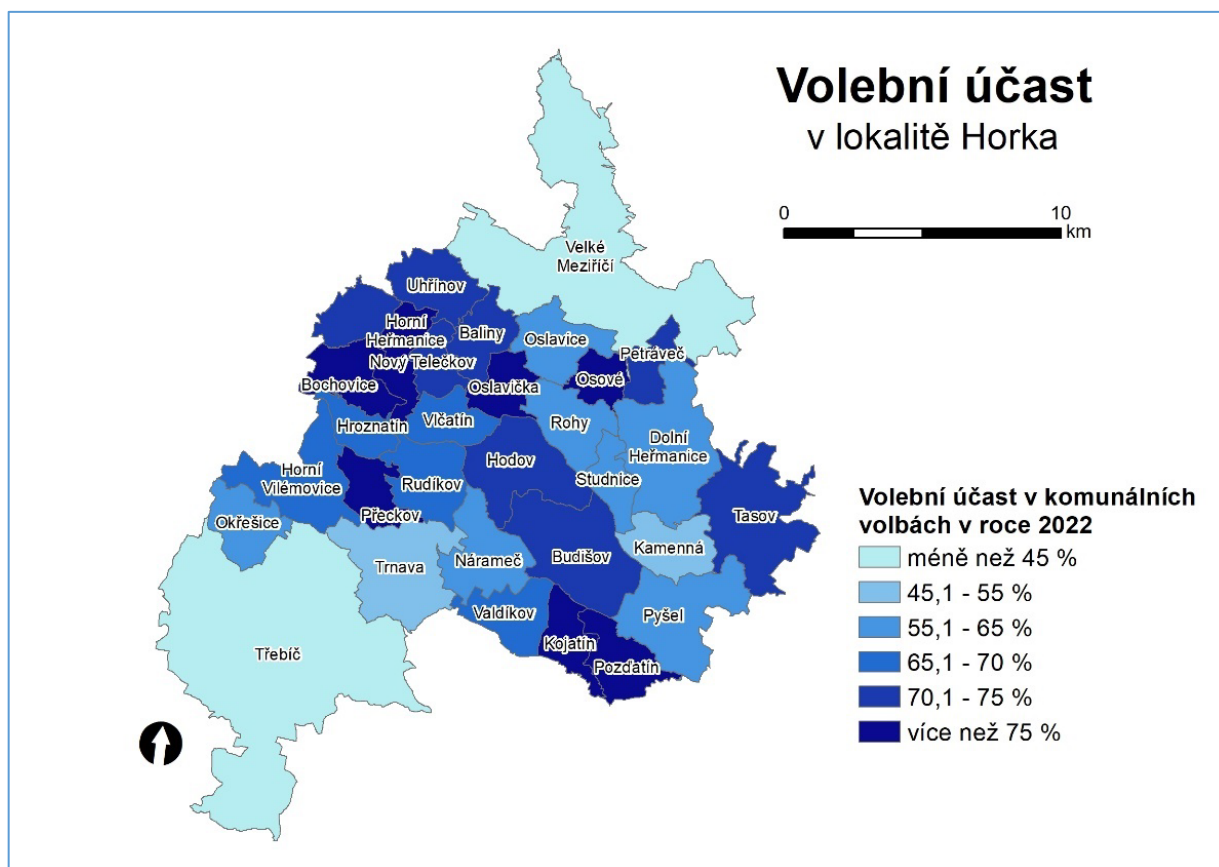 Volební účast
v lokalitě Horka
0
10
km
Velké
Meziříčí
Uhřínov
Horní
Heřmanice
Baliny
Oslavice
Petráveč
Nový Telečkov
Bochovice
Oslavička
Osové
Hroznatín
Vlčatín
Rohy
Dolní
Heřmanice
Hodov
Studnice
Horní
Vilémovice
Rudíkov
Přeckov
Okřešice
Tasov
Trnava
Nárameč
Budišov
Kamenná
Valdíkov
Pyšel
Kojatín
Pozďatín
Třebíč
Volební účast v komunálních
volbách v roce 2022
méně než 45 %
45,1 - 55 %
55,1 - 65 %
65,1 - 70 %
70,1 - 75 %
více než 75 %